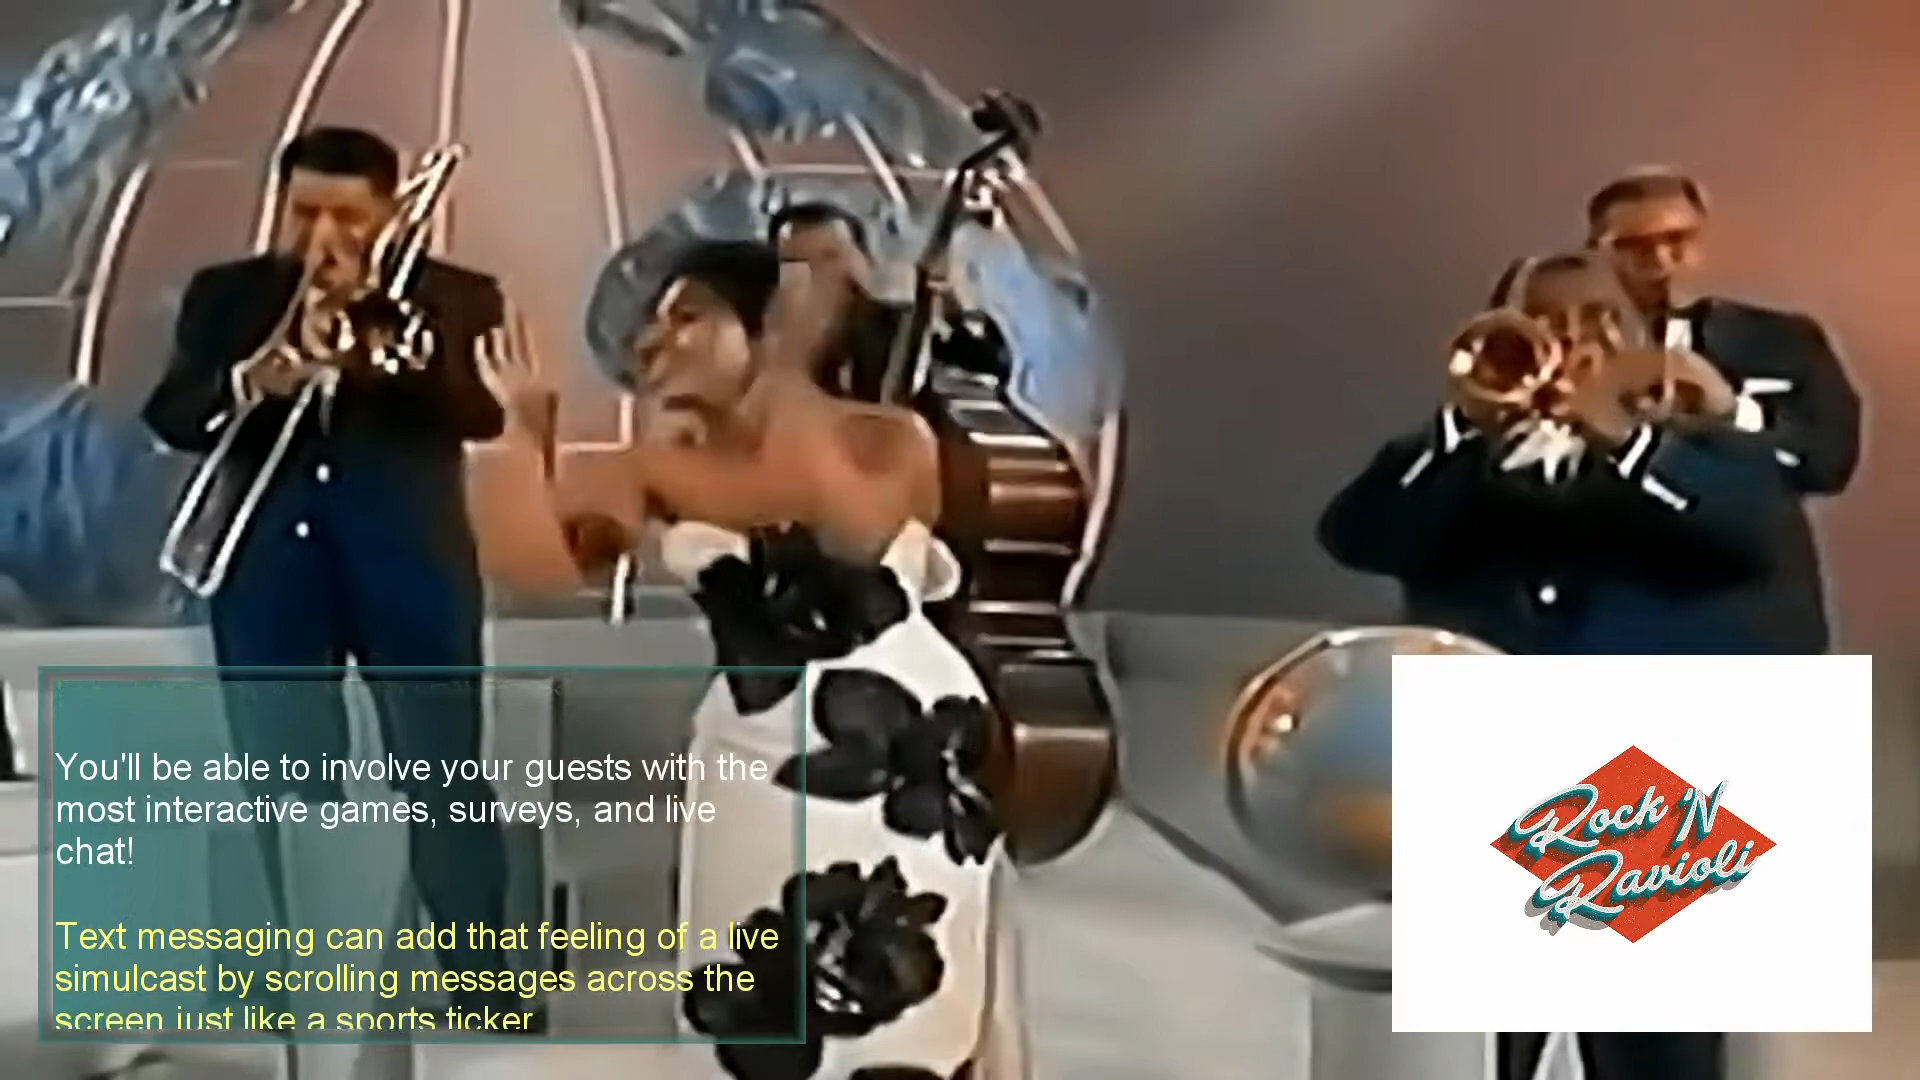 You'll be able to involve your guests with the
most interactive games, surveys, and live
chat!
Text messaging can add that feeling of a live
simulcast by scrolling messages across the
screen just like a sports ticker
Rock 'N
Ravioli